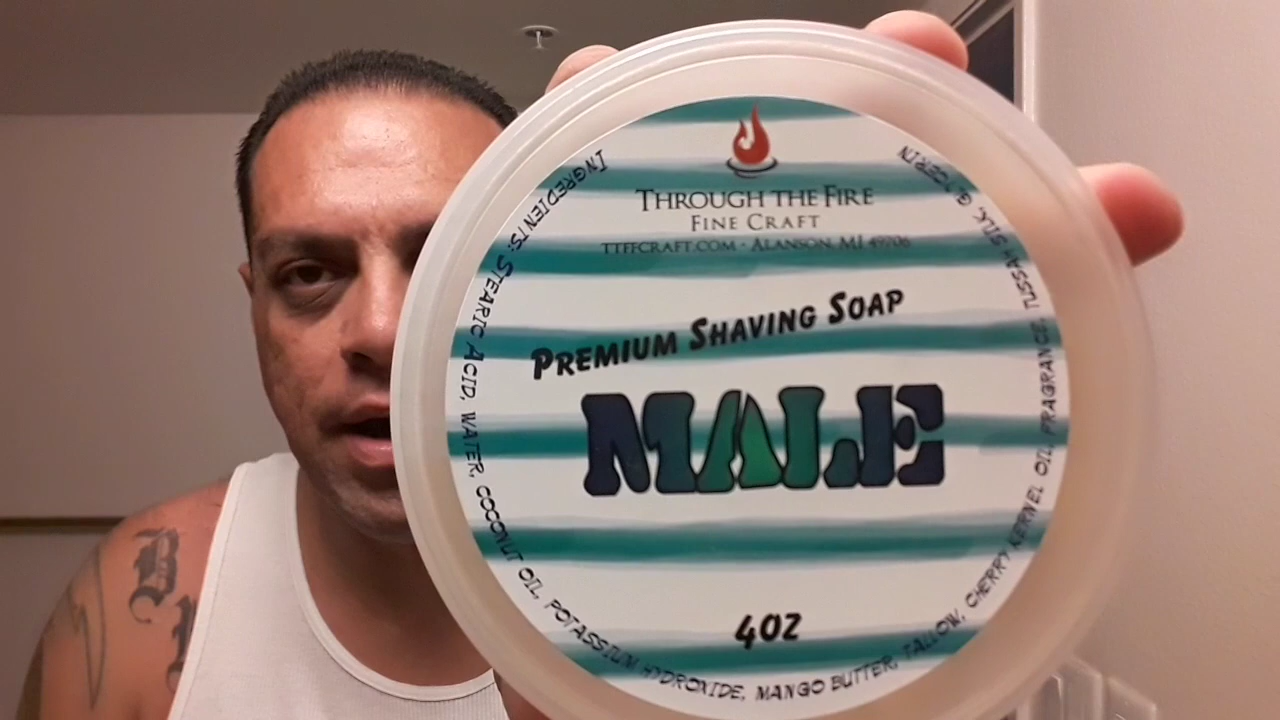 THROUGH THE FIRE
FINE CRAFT
TTFFCRAFT.COM • ALANSON, MI 49706
PREMIUM SHAVING SOAP
MALE
4OZ
INGREDIENTS: STEARIC ACID, WATER, COCONUT OIL, POTASSIUM HYDROXIDE, MANGO BUTTER, TALLOW, CHERRY KERNEL OIL, FRAGRANCE, TUSSAH SILK, GLYCERIN